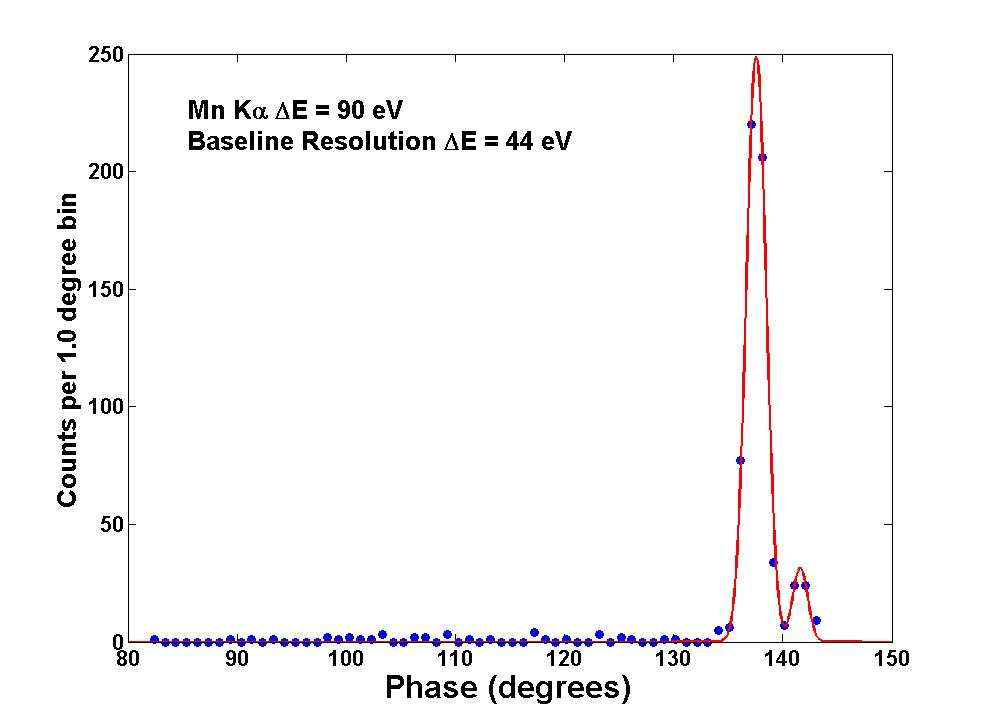 250
Mn Kα ΔE = 90 eV
Baseline Resolution ΔE = 44 eV
200
150
100
50
0
Counts per 1.0 degree bin
80 90 100 110 120 130 140 150
Phase (degrees)